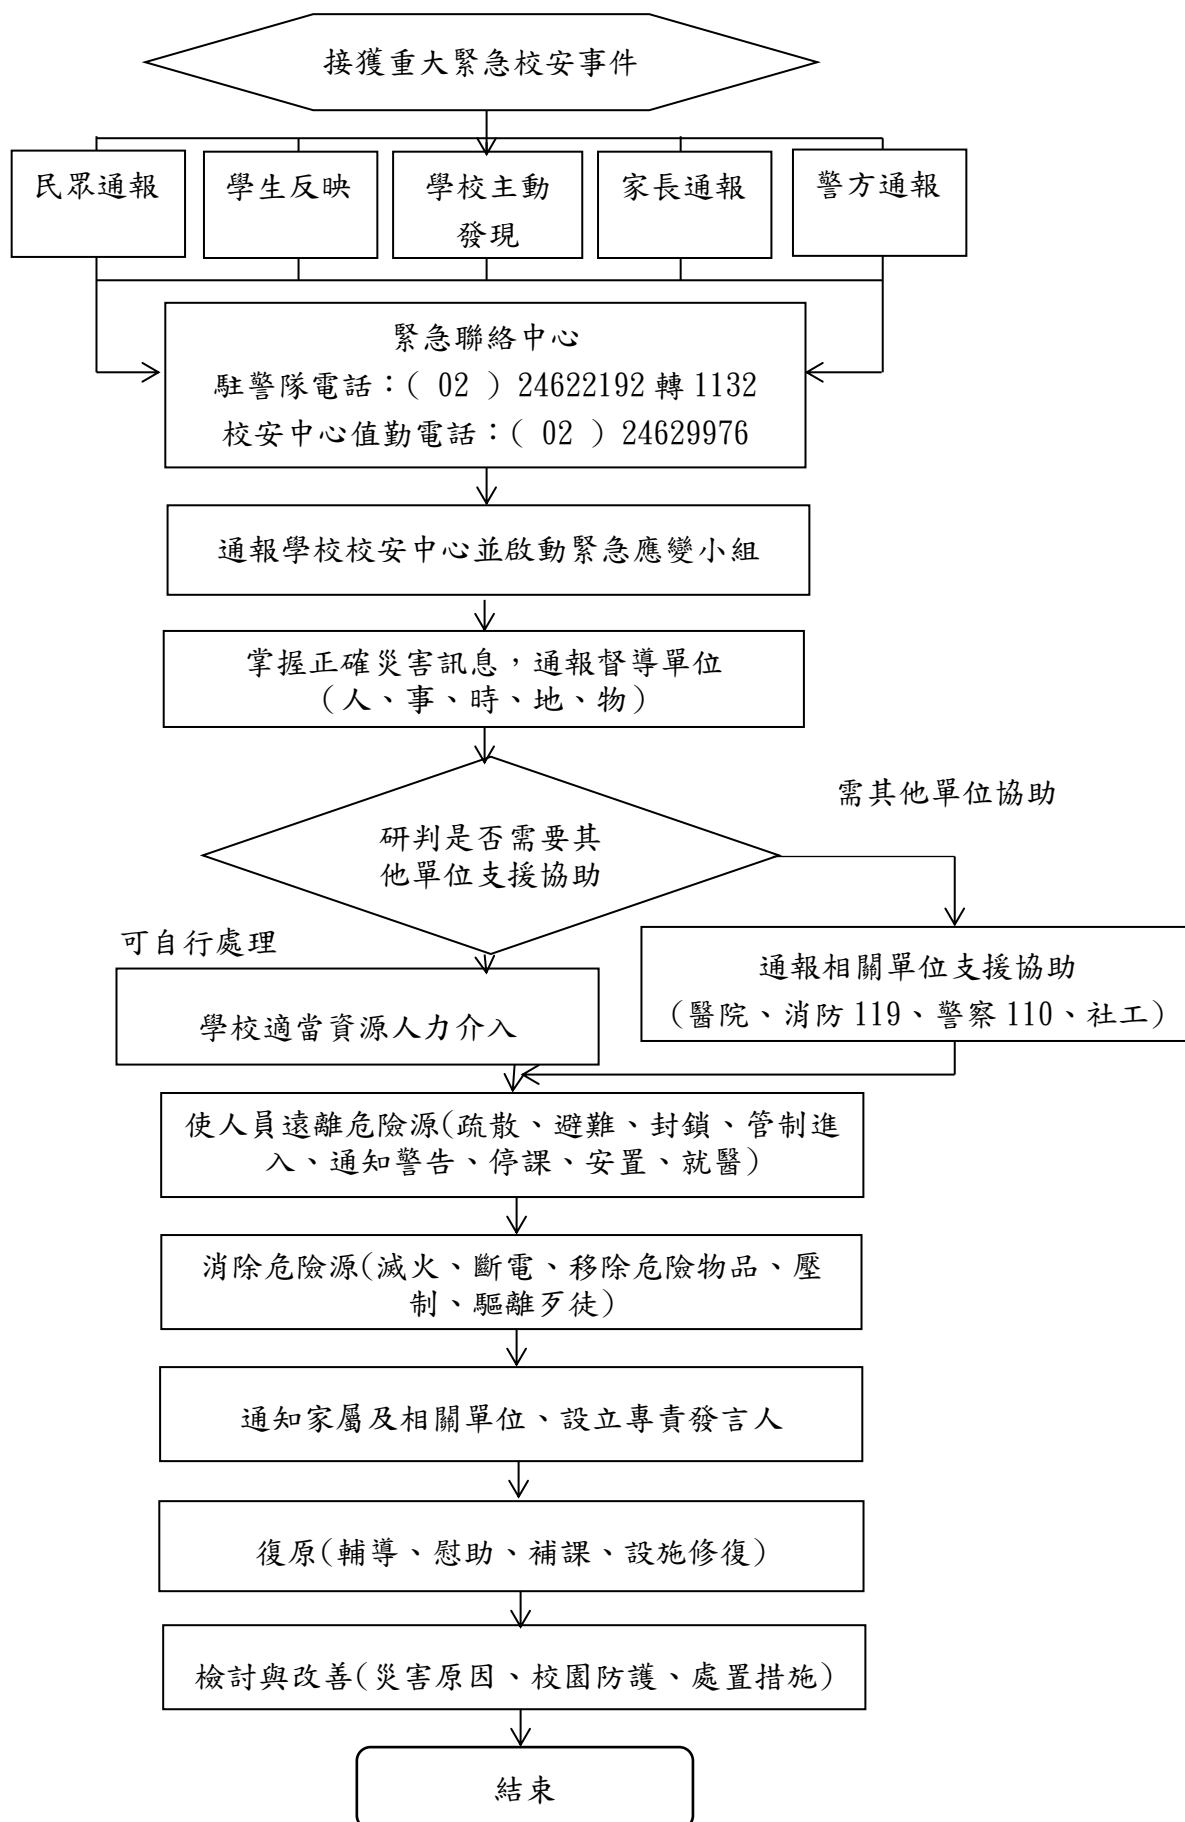 接獲重大緊急校安事件
民眾通報
學生反映
學校主動
發現
家長通報
警方通報
緊急聯絡中心
駐警隊電話：( 02 ) 24622192 轉 1132
校安中心值勤電話：( 02 ) 24629976
通報學校校安中心並啟動緊急應變小組
掌握正確災害訊息，通報督導單位
(人、事、時、地、物)
需其他單位協助
研判是否需要其
他單位支援協助
可自行處理
通報相關單位支援協助
(醫院、消防 119、警察 110、社工)
學校適當資源人力介入
使人員遠離危險源(疏散、避難、封鎖、管制進
入、通知警告、停課、安置、就醫)
消除危險源(滅火、斷電、移除危險物品、壓
制、驅離歹徒)
通知家屬及相關單位、設立專責發言人
復原(輔導、慰助、補課、設施修復)
檢討與改善(災害原因、校園防護、處置措施)
結束